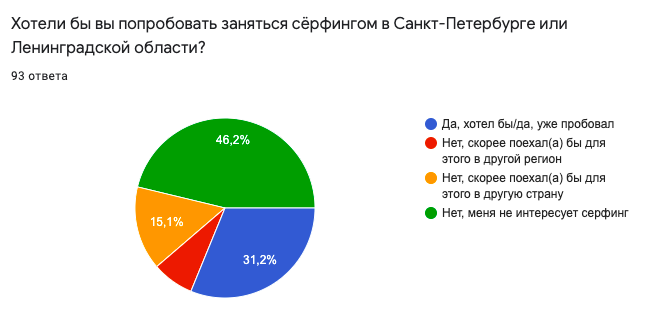 Хотели бы вы попробовать заняться сёрфингом в Санкт-Петербурге или
Ленинградской области?
93 ответа
46,2%
15,1%
31,2%
Да, хотел бы/да, уже пробовал
Нет, скорее поехал(а) бы для
этого в другой регион
Нет, скорее поехал(а) бы для
этого в другую страну
Нет, меня не интересует серфинг